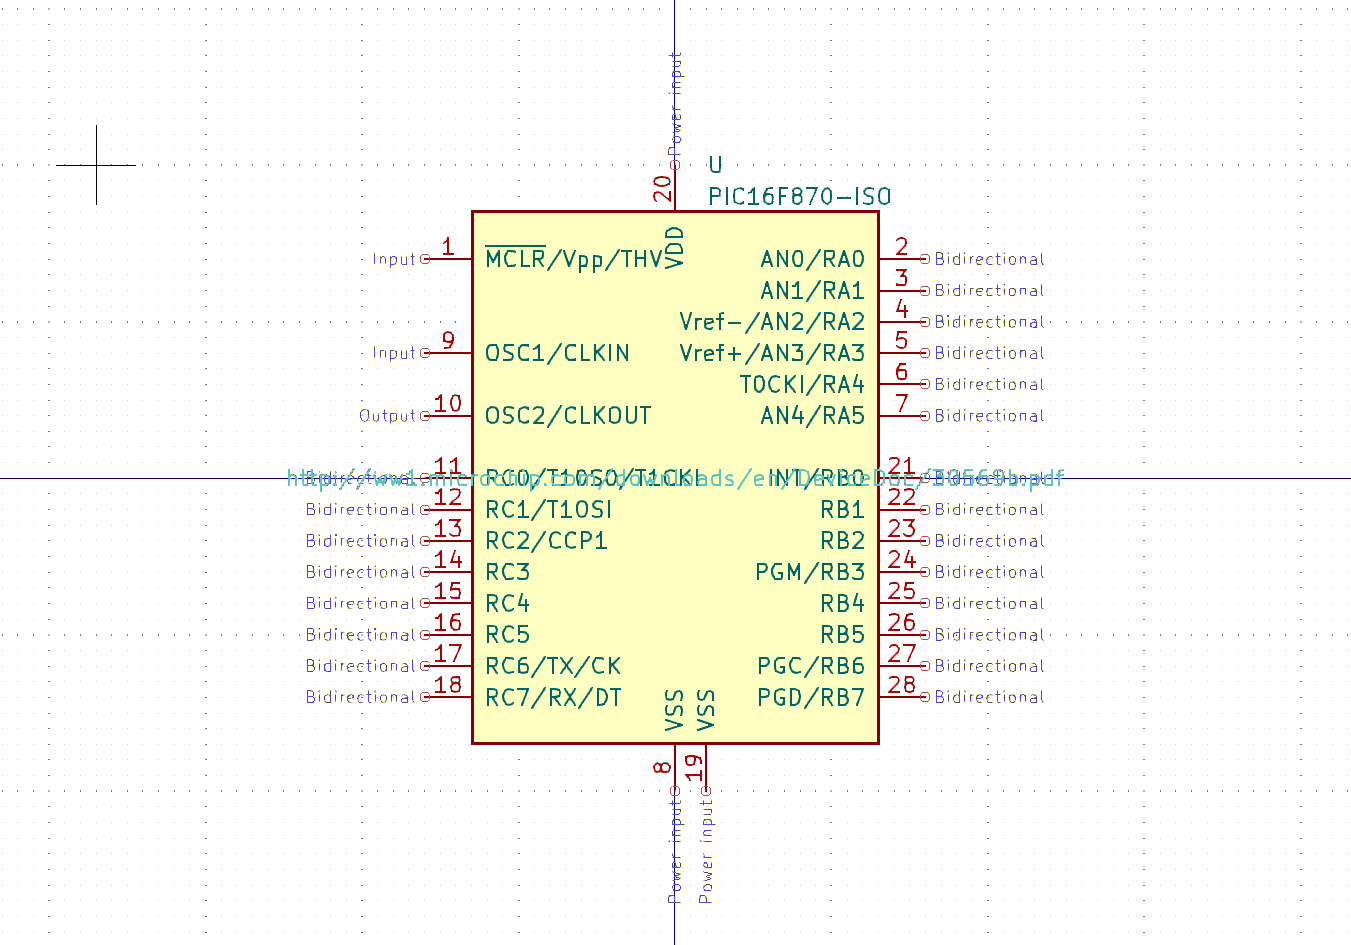 Power input
20
U
PIC16F870-ISO
VDD
Input 1 MCLR/Vpp/THV
AN0/RA0 2 Bidirectional
AN1/RA1 3 Bidirectional
Vref-/AN2/RA2 4 Bidirectional
Input 9 OSC1/CLKIN
Vref+/AN3/RA3 5 Bidirectional
T0CKI/RA4 6 Bidirectional
Output 10 OSC2/CLKOUT
AN4/RA5 7 Bidirectional
Bidirectional 11 RC0/T1OSO/T1CKI
INT/RB0 21 Bidirectional
http://ww1.microchip.com/downloads/en/DeviceDoc/30569b.pdf
Bidirectional 12 RC1/T1OSI
RB1 22 Bidirectional
Bidirectional 13 RC2/CCP1
RB2 23 Bidirectional
Bidirectional 14 RC3
PGM/RB3 24 Bidirectional
Bidirectional 15 RC4
RB4 25 Bidirectional
Bidirectional 16 RC5
RB5 26 Bidirectional
Bidirectional 17 RC6/TX/CK
PGC/RB6 27 Bidirectional
Bidirectional 18 RC7/RX/DT
PGD/RB7 28 Bidirectional
VSS
VSS
8
19
Power input
Power input